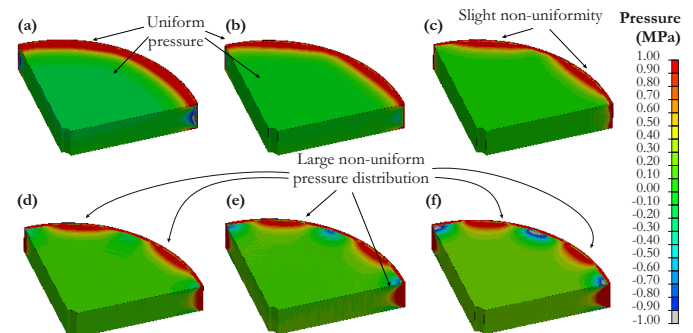 (a)
Uniform
pressure
(b)
(c)
Slight non-uniformity
Pressure
(MPa)
1.00
0.90
0.80
0.70
0.60
0.50
0.40
0.30
0.20
0.10
0.00
-0.10
-0.20
-0.30
-0.40
-0.50
-0.60
-0.70
-0.80
-0.90
-1.00
Large non-uniform
pressure distribution
(d)
(e)
(f)